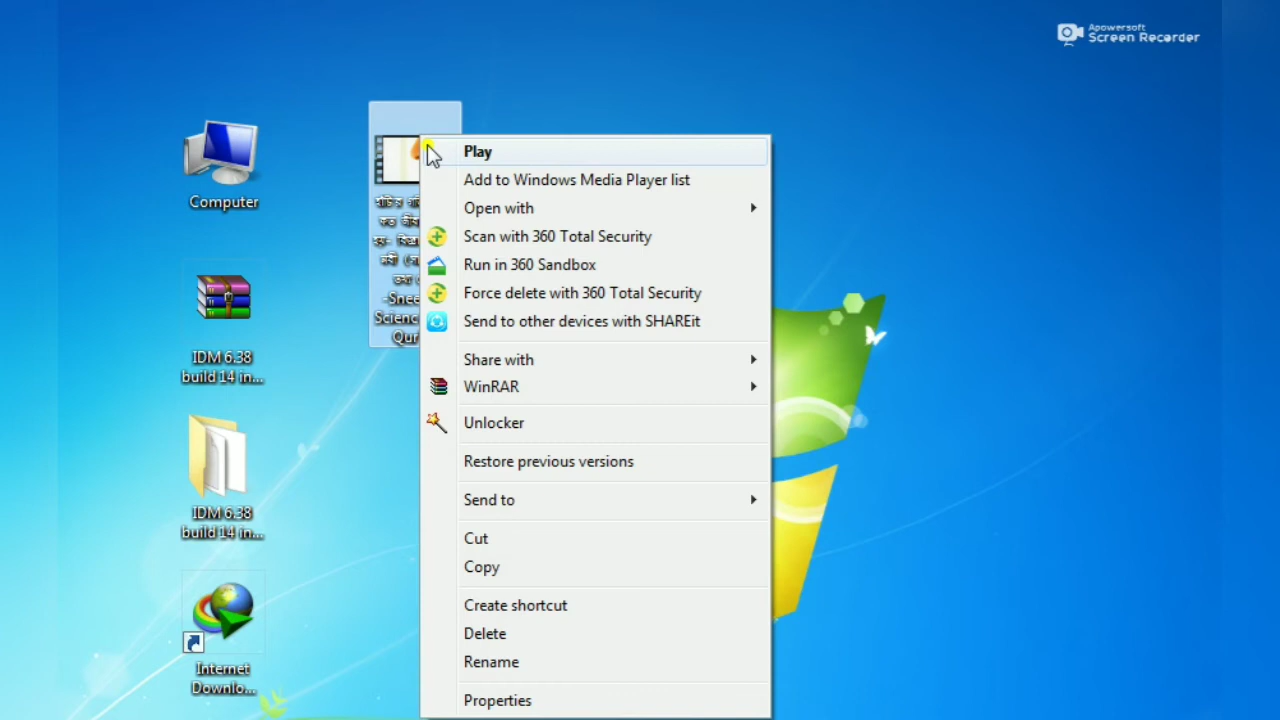 Apowersoft
Screen Recorder
Computer
IDM 6.38
build 14 in...
IDM 6.38
build 14 in...
Internet
Downlo...
-Snee
Scienc
Qur
Play
Add to Windows Media Player list
Open with
Scan with 360 Total Security
Run in 360 Sandbox
Force delete with 360 Total Security
Send to other devices with SHAREit
Share with
WinRAR
Unlocker
Restore previous versions
Send to
Cut
Copy
Create shortcut
Delete
Rename
Properties